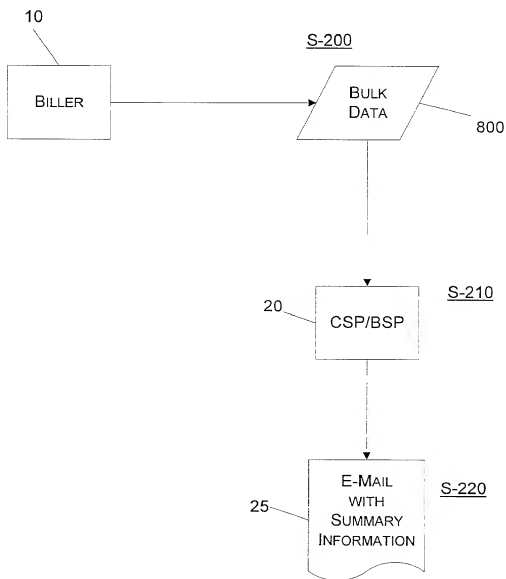 10
S-200
BILLER
BULK
DATA
800
S-210
20
CSP/BSP
E-MAIL
WITH
SUMMARY
INFORMATION
S-220
25